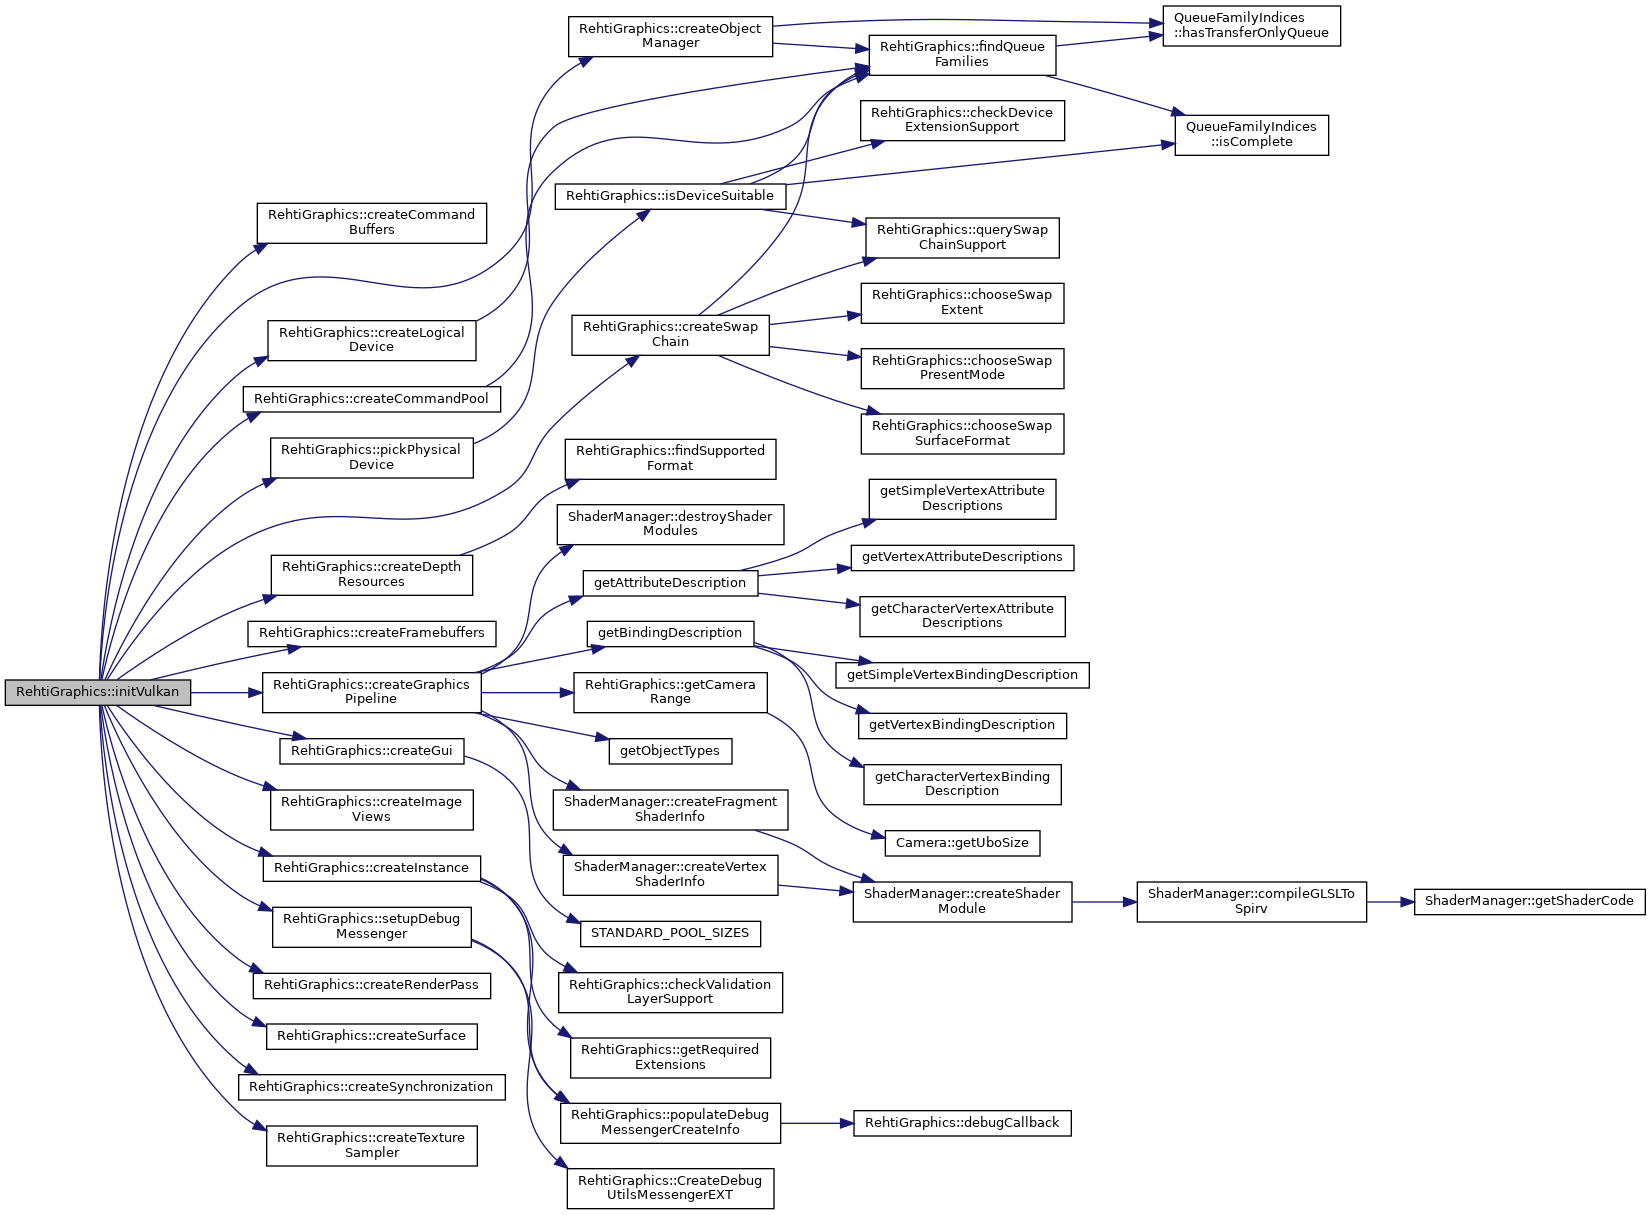 RehtiGraphics::initVulkan
RehtiGraphics::createCommand
Buffers
RehtiGraphics::createLogical
Device
RehtiGraphics::createCommandPool
RehtiGraphics::pickPhysical
Device
RehtiGraphics::createDepth
Resources
RehtiGraphics::createFramebuffers
RehtiGraphics::createGraphics
Pipeline
RehtiGraphics::createGui
RehtiGraphics::createImage
Views
RehtiGraphics::createInstance
RehtiGraphics::setupDebug
Messenger
RehtiGraphics::createRenderPass
RehtiGraphics::createSurface
RehtiGraphics::createSynchronization
RehtiGraphics::createTexture
Sampler
RehtiGraphics::createObject
Manager
RehtiGraphics::isDeviceSuitable
RehtiGraphics::createSwap
Chain
RehtiGraphics::findSupported
Format
ShaderManager::destroyShader
Modules
getAttributeDescription
getBindingDescription
RehtiGraphics::getCamera
Range
getObjectTypes
ShaderManager::createFragment
ShaderInfo
ShaderManager::createVertex
ShaderInfo
STANDARD_POOL_SIZES
RehtiGraphics::checkValidation
LayerSupport
RehtiGraphics::getRequired
Extensions
RehtiGraphics::populateDebug
MessengerCreateInfo
RehtiGraphics::CreateDebug
UtilsMessengerEXT
RehtiGraphics::findQueue
Families
RehtiGraphics::checkDevice
ExtensionSupport
RehtiGraphics::querySwap
ChainSupport
RehtiGraphics::chooseSwap
Extent
RehtiGraphics::chooseSwap
PresentMode
RehtiGraphics::chooseSwap
SurfaceFormat
getSimpleVertexAttribute
Descriptions
getVertexAttributeDescriptions
getCharacterVertexAttribute
Descriptions
getSimpleVertexBindingDescription
getVertexBindingDescription
getCharacterVertexBinding
Description
Camera::getUboSize
ShaderManager::createShader
Module
RehtiGraphics::debugCallback
QueueFamilyIndices
::hasTransferOnlyQueue
QueueFamilyIndices
::isComplete
ShaderManager::compileGLSLTo
Spirv
ShaderManager::getShaderCode